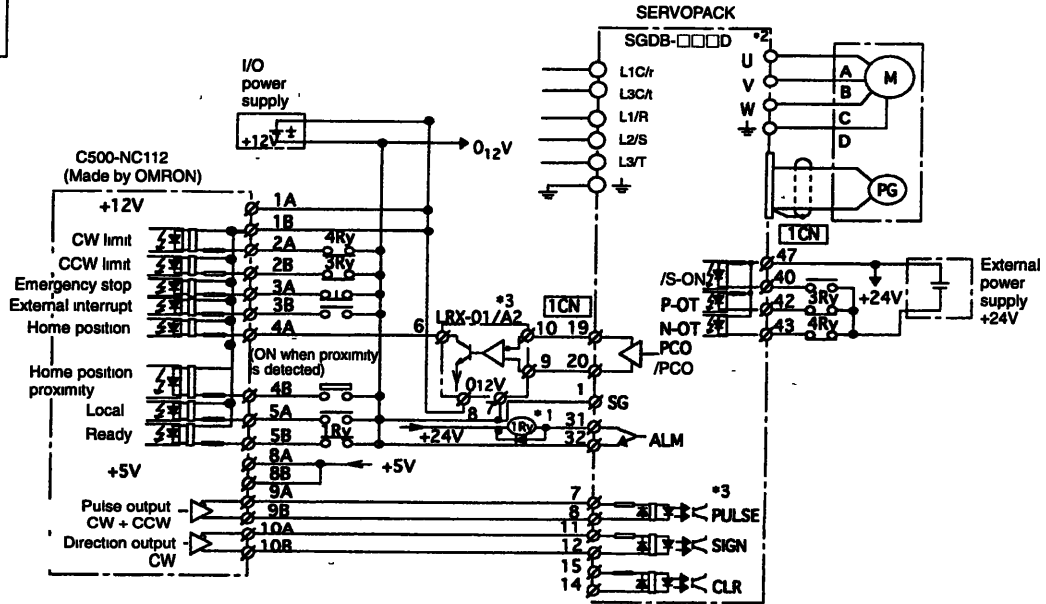 SERVOPACK
SGDB-□□□D
*2
I/O
power
supply
+12V
±
0₁₂V
C500-NC112
(Made by OMRON)
+12V
CW limit
CCW limit
Emergency stop
External interrupt
Home position
Home position
proximity
Local
Ready
+5V
Pulse output
CW + CCW
Direction output
CW
1A
1B
2A
2B
3A
3B
4A
4B
5A
5B
8A
8B
9A
9B
10A
10B
4Ry
3Ry
(ON when proximity
is detected)
1Ry
+5V
*3
LRX-01/A2
6
10
9
012V
8
7
+24V
1Ry
*1
1CN
19
20
1
31
32
7
8
11
12
15
14
PCO
/PCO
SG
ALM
*3
PULSE
SIGN
CLR
L1C/r
L3C/t
L1/R
L2/S
L3/T
U
V
W
A
B
C
D
M
PG
1CN
/S-ON
P-OT
N-OT
47
40
42
43
3Ry
4Ry
+24V
External
power
supply
+24V